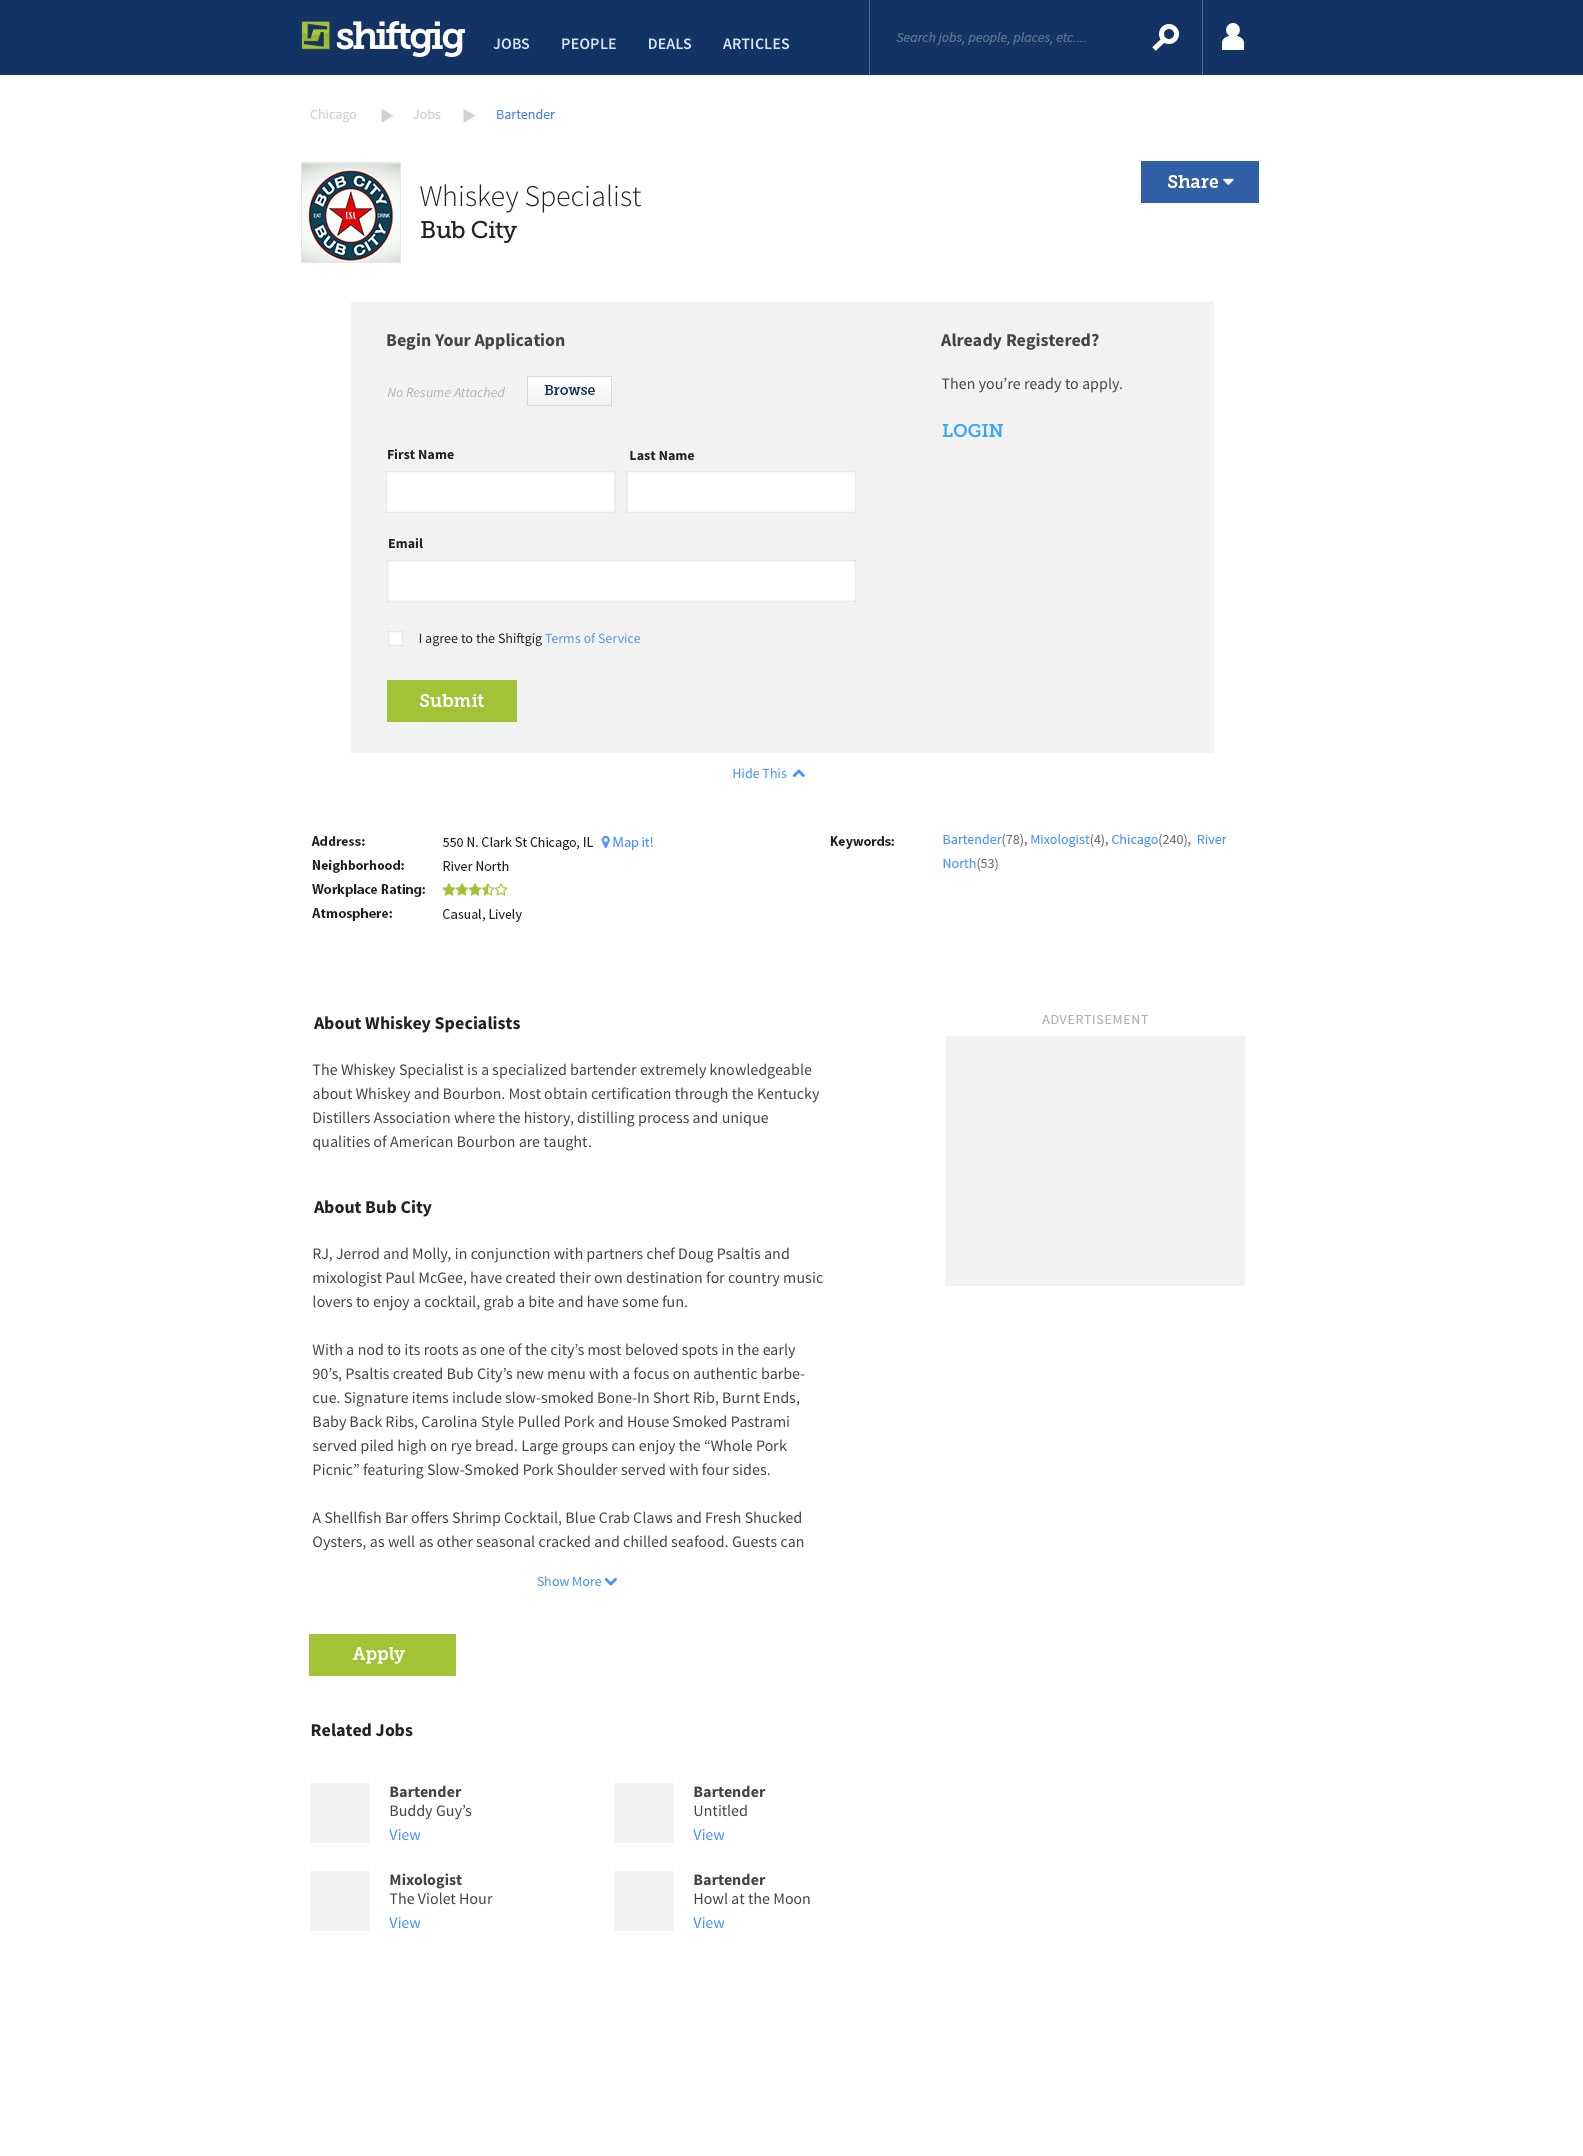 shiftgig JOBS PEOPLE DEALS ARTICLES Search jobs, people, places, etc....
Chicago Jobs Bartender
BUB CITY
EAT USA DRINK
BUB CITY
Whiskey Specialist
Bub City
Share
Begin Your Application
No Resume Attached Browse
First Name Last Name
Email
I agree to the Shiftgig Terms of Service
Submit
Already Registered?
Then you’re ready to apply.
LOGIN
Hide This
Address: 550 N. Clark St Chicago, IL Map it!
Neighborhood: River North
Workplace Rating:
Atmosphere: Casual, Lively
Keywords: Bartender(78), Mixologist(4), Chicago(240), River
North(53)
About Whiskey Specialists
The Whiskey Specialist is a specialized bartender extremely knowledgeable
about Whiskey and Bourbon. Most obtain certification through the Kentucky
Distillers Association where the history, distilling process and unique
qualities of American Bourbon are taught.
ADVERTISEMENT
About Bub City
RJ, Jerrod and Molly, in conjunction with partners chef Doug Psaltis and
mixologist Paul McGee, have created their own destination for country music
lovers to enjoy a cocktail, grab a bite and have some fun.
With a nod to its roots as one of the city’s most beloved spots in the early
90’s, Psaltis created Bub City’s new menu with a focus on authentic barbe-
cue. Signature items include slow-smoked Bone-In Short Rib, Burnt Ends,
Baby Back Ribs, Carolina Style Pulled Pork and House Smoked Pastrami
served piled high on rye bread. Large groups can enjoy the “Whole Pork
Picnic” featuring Slow-Smoked Pork Shoulder served with four sides.
A Shellfish Bar offers Shrimp Cocktail, Blue Crab Claws and Fresh Shucked
Oysters, as well as other seasonal cracked and chilled seafood. Guests can
Show More
Apply
Related Jobs
Bartender
Buddy Guy’s
View
Bartender
Untitled
View
Mixologist
The Violet Hour
View
Bartender
Howl at the Moon
View